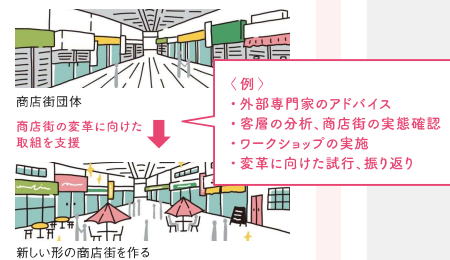 商店街団体
商店街の変革に向けた
取組を支援
〈例〉
・外部専門家のアドバイス
・客層の分析、商店街の実態確認
・ワークショップの実施
・変革に向けた試行、振り返り
新しい形の商店街を作る